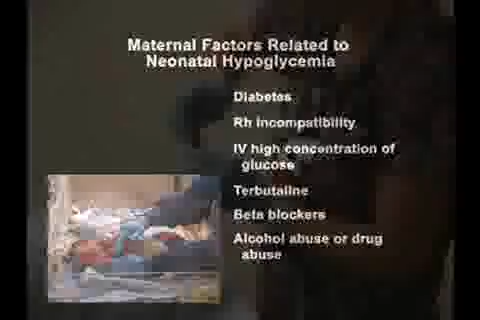 Maternal Factors Related to
Neonatal Hypoglycemia
Diabetes
Rh incompatibility
IV high concentration of
glucose
Terbutaline
Beta blockers
Alcohol abuse or drug
abuse